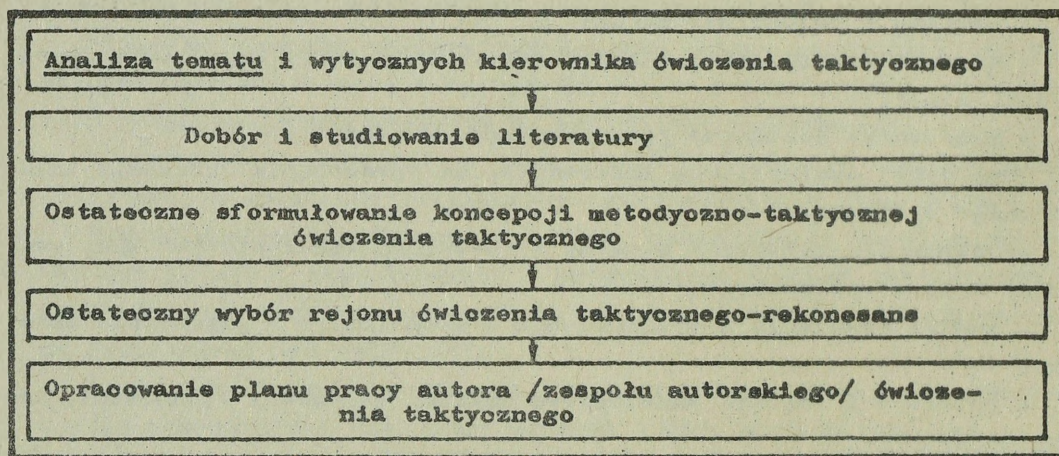 Analiza tematu i wytycznych kierownika ćwiczenia taktycznego
Dobór i studiowanie literatury
Ostateczne sformułowanie koncepcji metodyczno-taktycznej
ćwiczenia taktycznego
Ostateczny wybór rejonu ćwiczenia taktycznego-rekonesans
Opracowanie planu pracy autora /zespołu autorskiego/ ćwicze-
nia taktycznego